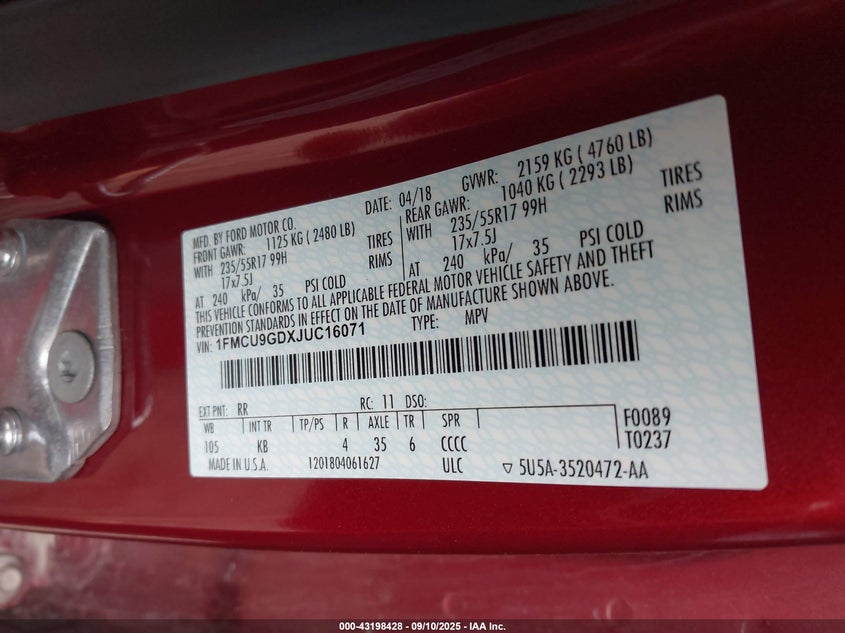 MFD. BY FORD MOTOR CO. DATE: 04/18 GVWR: 2159 KG ( 4760 LB)
FRONT GAWR: 1125 KG ( 2480 LB) REAR GAWR: 1040 KG ( 2293 LB)
WITH 235/55R17 99H TIRES WITH 235/55R17 99H TIRES
17x7.5J RIMS 17x7.5J RIMS
AT 240 kPa/ 35 PSI COLD AT 240 kPa/ 35 PSI COLD
THIS VEHICLE CONFORMS TO ALL APPLICABLE FEDERAL MOTOR VEHICLE SAFETY AND THEFT
PREVENTION STANDARDS IN EFFECT ON THE DATE OF MANUFACTURE SHOWN ABOVE.
VIN: 1FMCU9GDXJUC16071 TYPE: MPV
EXT PNT: RR RC: 11 DSO:
WB INT TR TP/PS R AXLE TR SPR F0089
105 KB 4 35 6 CCCC T0237
MADE IN U.S.A. 1201804061627 ULC ▽ 5U5A-3520472-AA
000-43198428 - 09/10/2025 - IAA Inc.